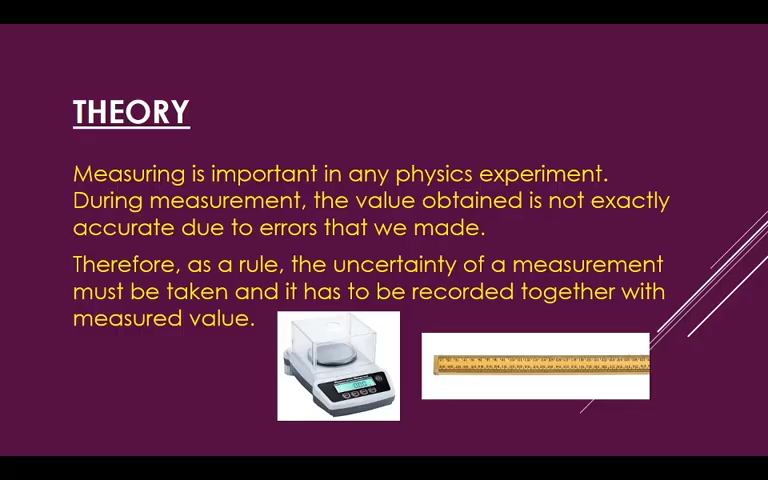 THEORY
Measuring is important in any physics experiment.
During measurement, the value obtained is not exactly
accurate due to errors that we made.
Therefore, as a rule, the uncertainty of a measurement
must be taken and it has to be recorded together with
measured value.